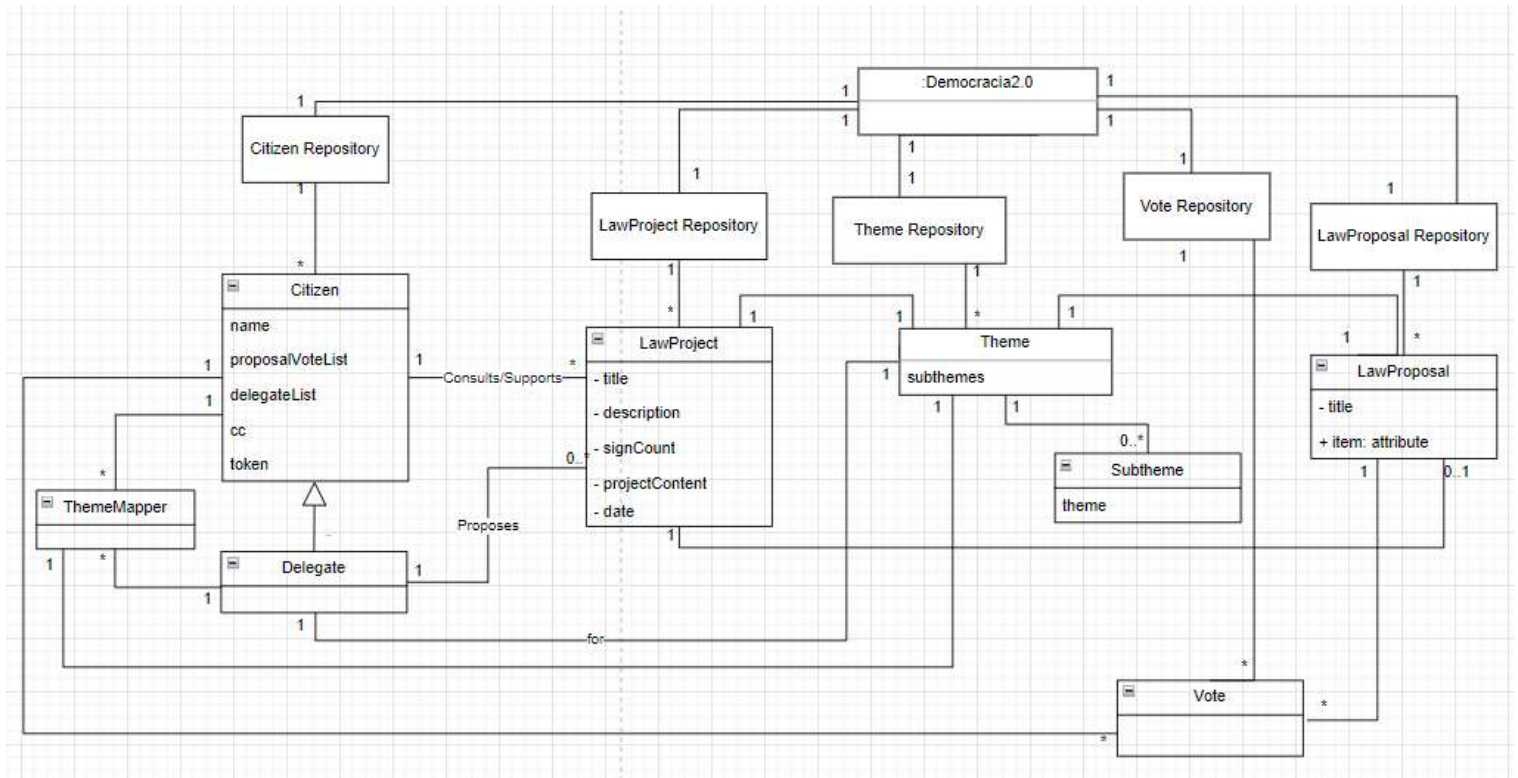 :Democracia2.0
1
1
1
1
1
1
1
Citizen Repository
1
*
1
LawProject Repository
1
*
1
Theme Repository
1
*
1
Vote Repository
1
1
LawProposal Repository
1
*
Citizen
name
proposalVoteList
delegateList
cc
token
1
1
1
Consults/Supports
*
LawProject
- title
- description
- signCount
- projectContent
- date
1
0..*
1
1
Theme
subthemes
1
1
1
1
0..*
Subtheme
theme
1
LawProposal
- title
+ item: attribute
1
0..1
*
ThemeMapper
1
*
Proposes
Delegate
1
1
1
for
*
Vote
*
*